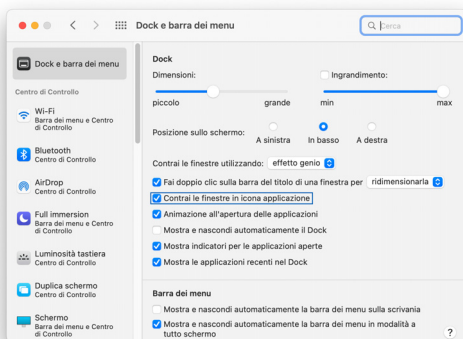 Dock e barra dei menu
Cerca
Dock e barra dei menu
Centro di Controllo
Wi-Fi
Barra dei menu e Centro
di Controllo
Bluetooth
Centro di Controllo
AirDrop
Centro di Controllo
Full immersion
Barra dei menu e Centro
di Controllo
Luminosità tastiera
Centro di Controllo
Duplica schermo
Centro di Controllo
Schermo
Barra dei menu e Centro
di Controllo
Dock
Dimensioni:
Ingrandimento:
piccolo grande min max
Posizione sullo schermo:
A sinistra In basso A destra
Contrai le finestre utilizzando: effetto genio
Fai doppio clic sulla barra del titolo di una finestra per ridimensionarla
Contrai le finestre in icona applicazione
Animazione all'apertura delle applicazioni
Mostra e nascondi automaticamente il Dock
Mostra indicatori per le applicazioni aperte
Mostra le applicazioni recenti nel Dock
Barra dei menu
Mostra e nascondi automaticamente la barra dei menu sulla scrivania
Mostra e nascondi automaticamente la barra dei menu in modalità a
tutto schermo
?